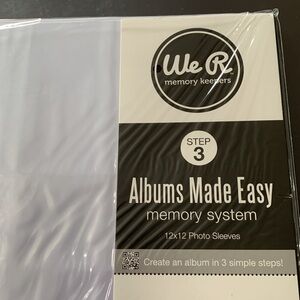 We R
memory keepers
STEP
3
Albums Made Easy
memory system
12x12 Photo Sleeves
Create an album in 3 simple steps!